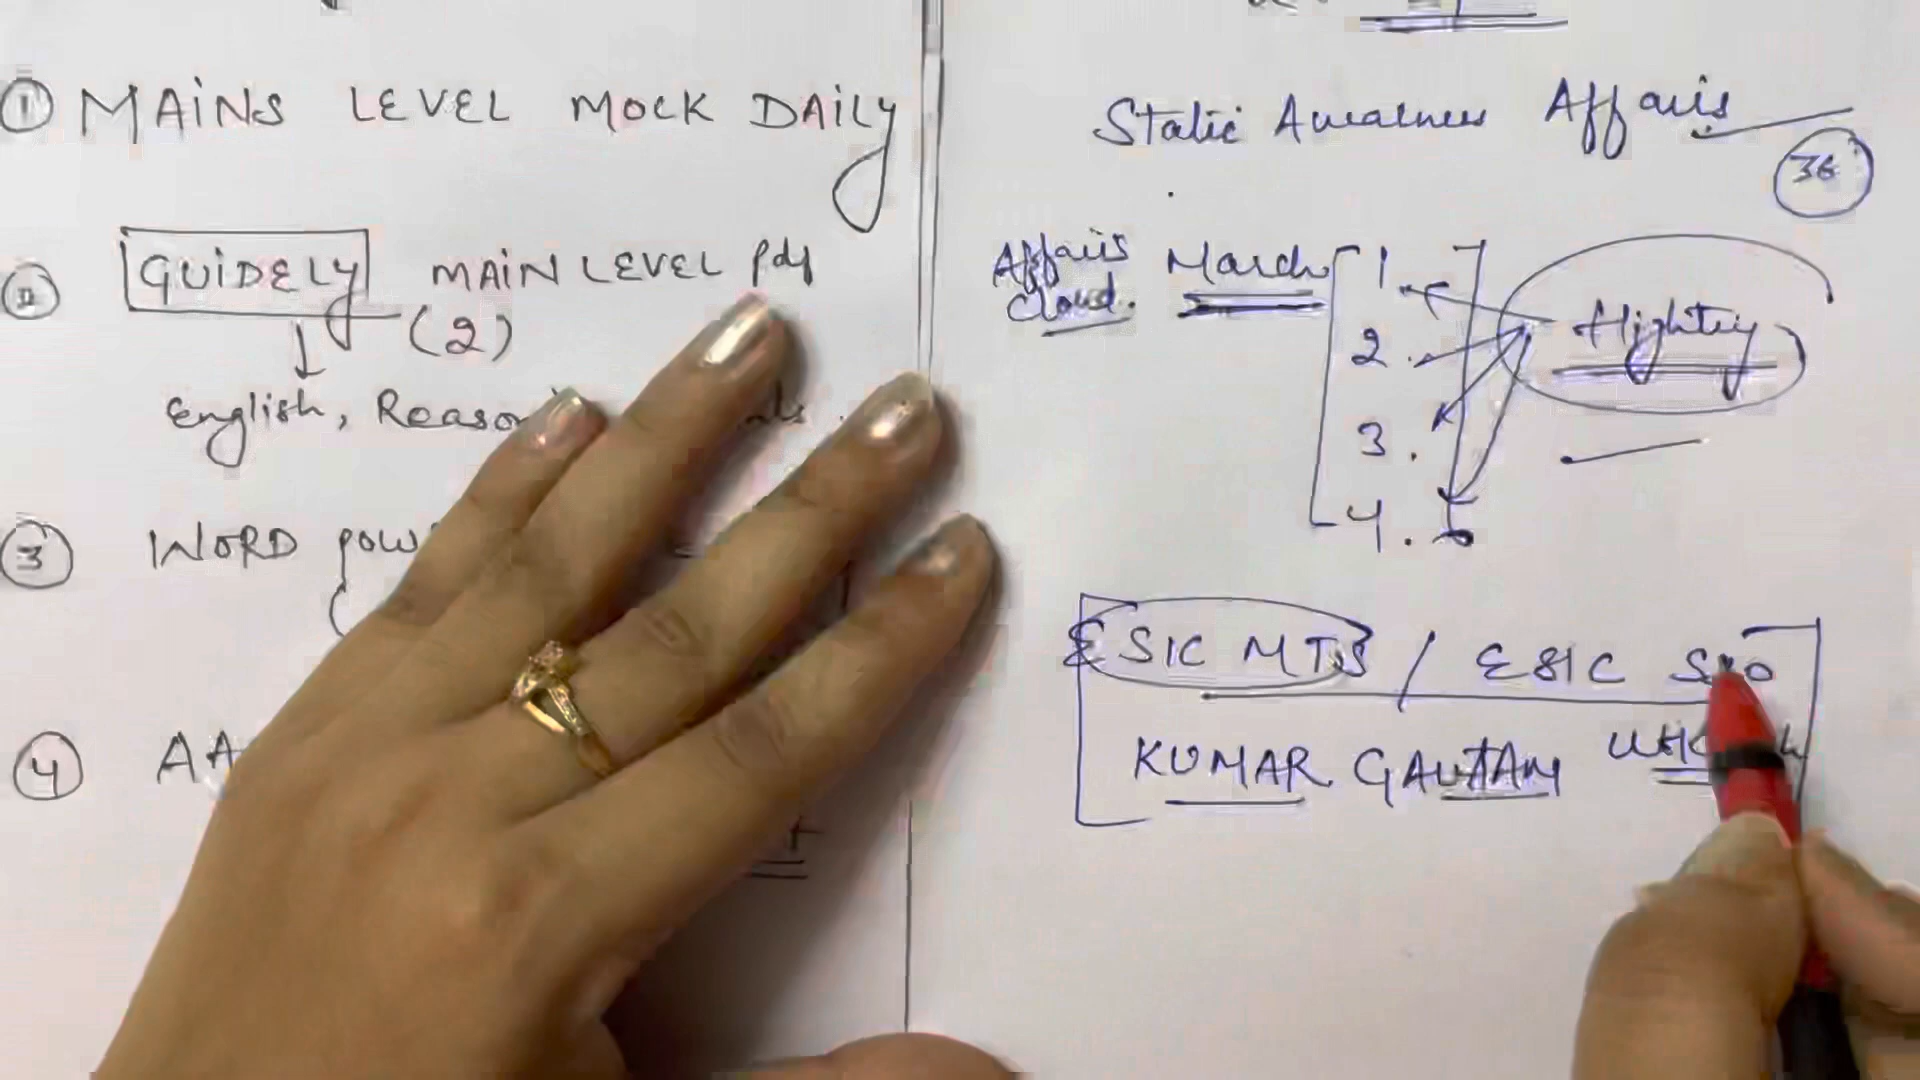 ① MAINS LEVEL MOCK DAILY
② GUIDELY MAIN LEVEL pdf
(2)
English,
③ WORD
④
Static Awarness Affairs
36
Affairs Cloud. March
1
2.
3.
4.
ESIC MTS / ESIC
KUMAR GAUTAM